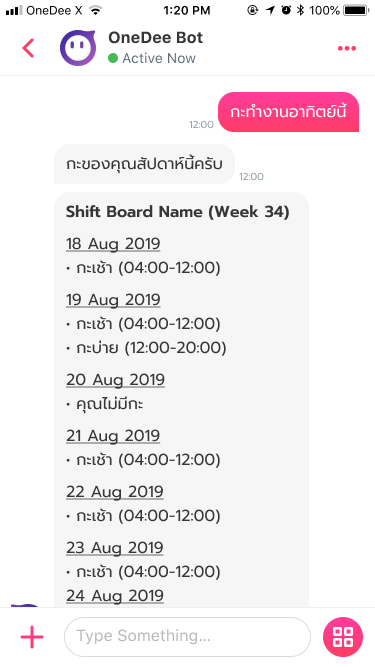 OneDee X
1:20 PM
100%
OneDee Bot
Active Now
กะทำงานอาทิตย์นี้
12:00
กะของคุณสัปดาห์นี้ครับ
12:00
Shift Board Name (Week 34)
18 Aug 2019
• กะเช้า (04:00-12:00)
19 Aug 2019
• กะเช้า (04:00-12:00)
• กะบ่าย (12:00-20:00)
20 Aug 2019
• คุณไม่มีกะ
21 Aug 2019
• กะเช้า (04:00-12:00)
22 Aug 2019
• กะเช้า (04:00-12:00)
23 Aug 2019
• กะเช้า (04:00-12:00)
24 Aug 2019
Type Something...